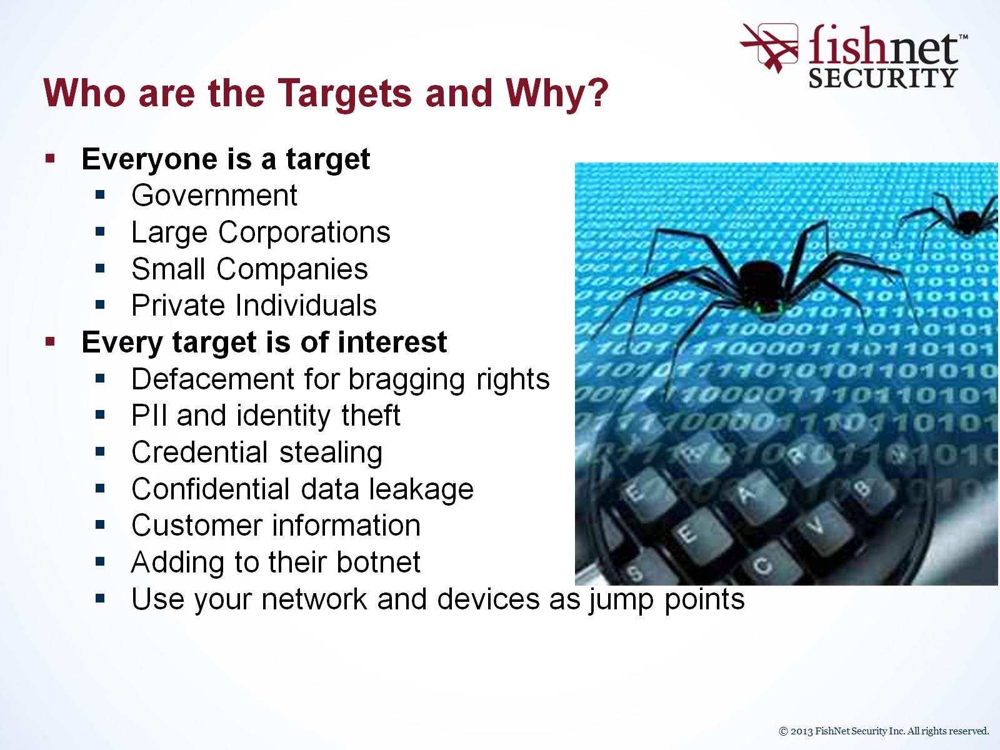 fishnet™
SECURITY
Who are the Targets and Why?
Everyone is a target
Government
Large Corporations
Small Companies
Private Individuals
Every target is of interest
Defacement for bragging rights
PII and identity theft
Credential stealing
Confidential data leakage
Customer information
Adding to their botnet
Use your network and devices as jump points
E A B
E V
S C
© 2013 FishNet Security Inc. All rights reserved.